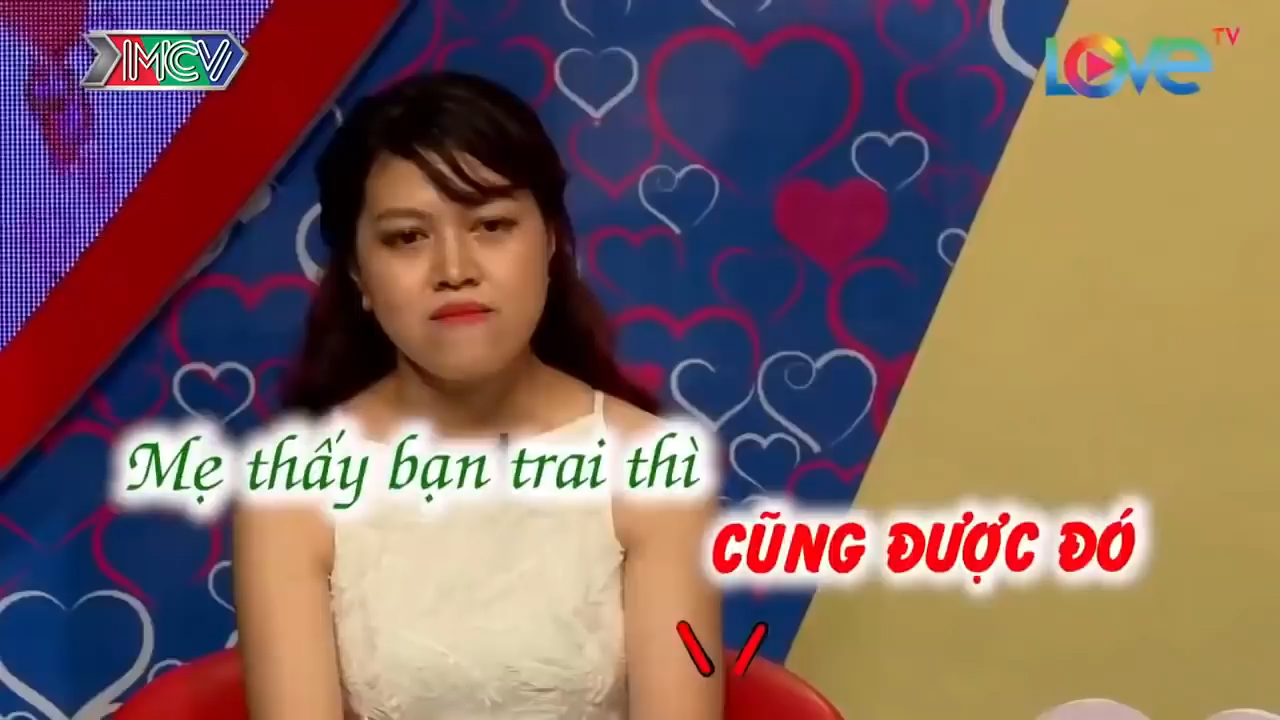 MCV
LOVE TV
Mẹ thấy bạn trai thì
CŨNG ĐƯỢC ĐÓ